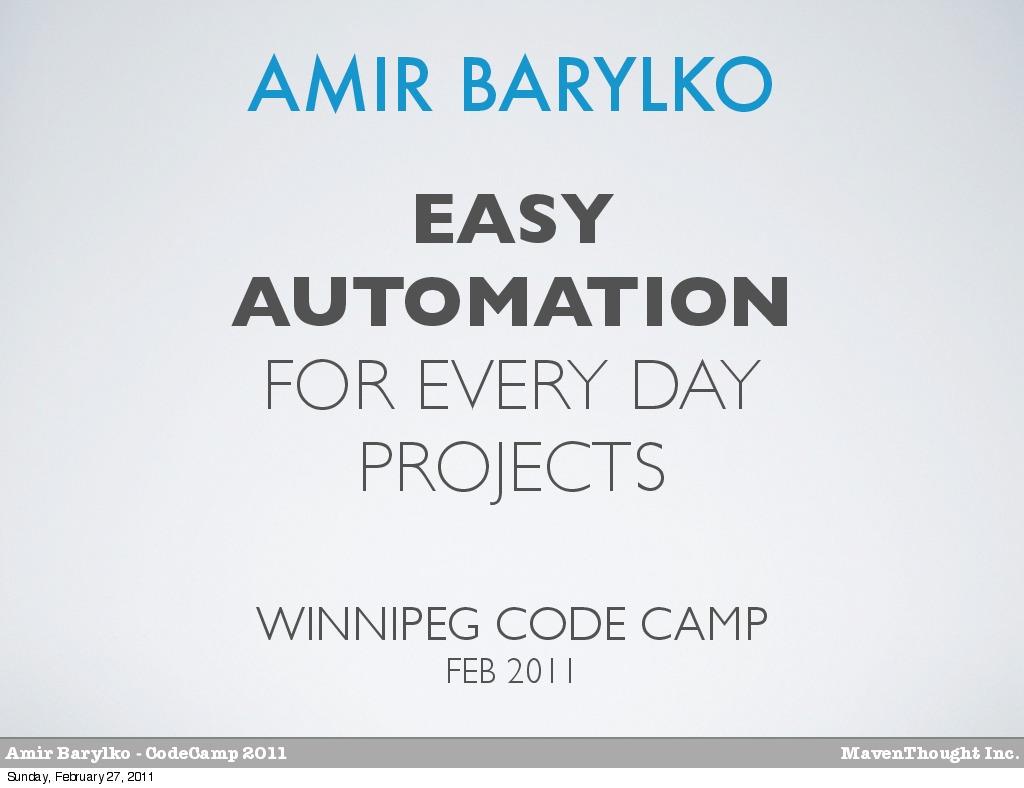 AMIR BARYLKO
EASY
AUTOMATION
FOR EVERY DAY
PROJECTS
WINNIPEG CODE CAMP
FEB 2011
Amir Barylko - CodeCamp 2011
MavenThought Inc.
Sunday, February 27, 2011